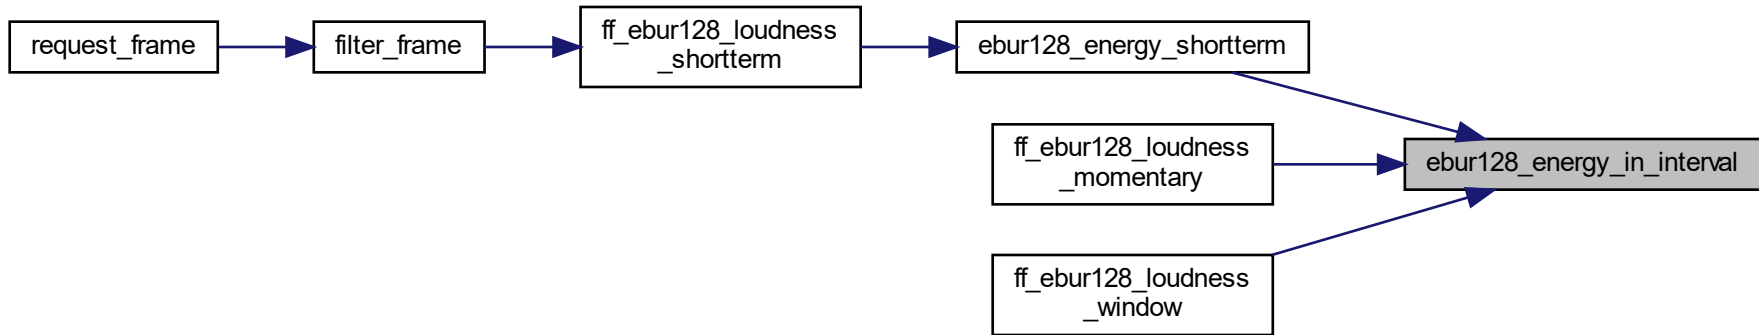 request_frame
filter_frame
ff_ebur128_loudness
_shortterm
ebur128_energy_shortterm
ff_ebur128_loudness
_momentary
ebur128_energy_in_interval
ff_ebur128_loudness
_window